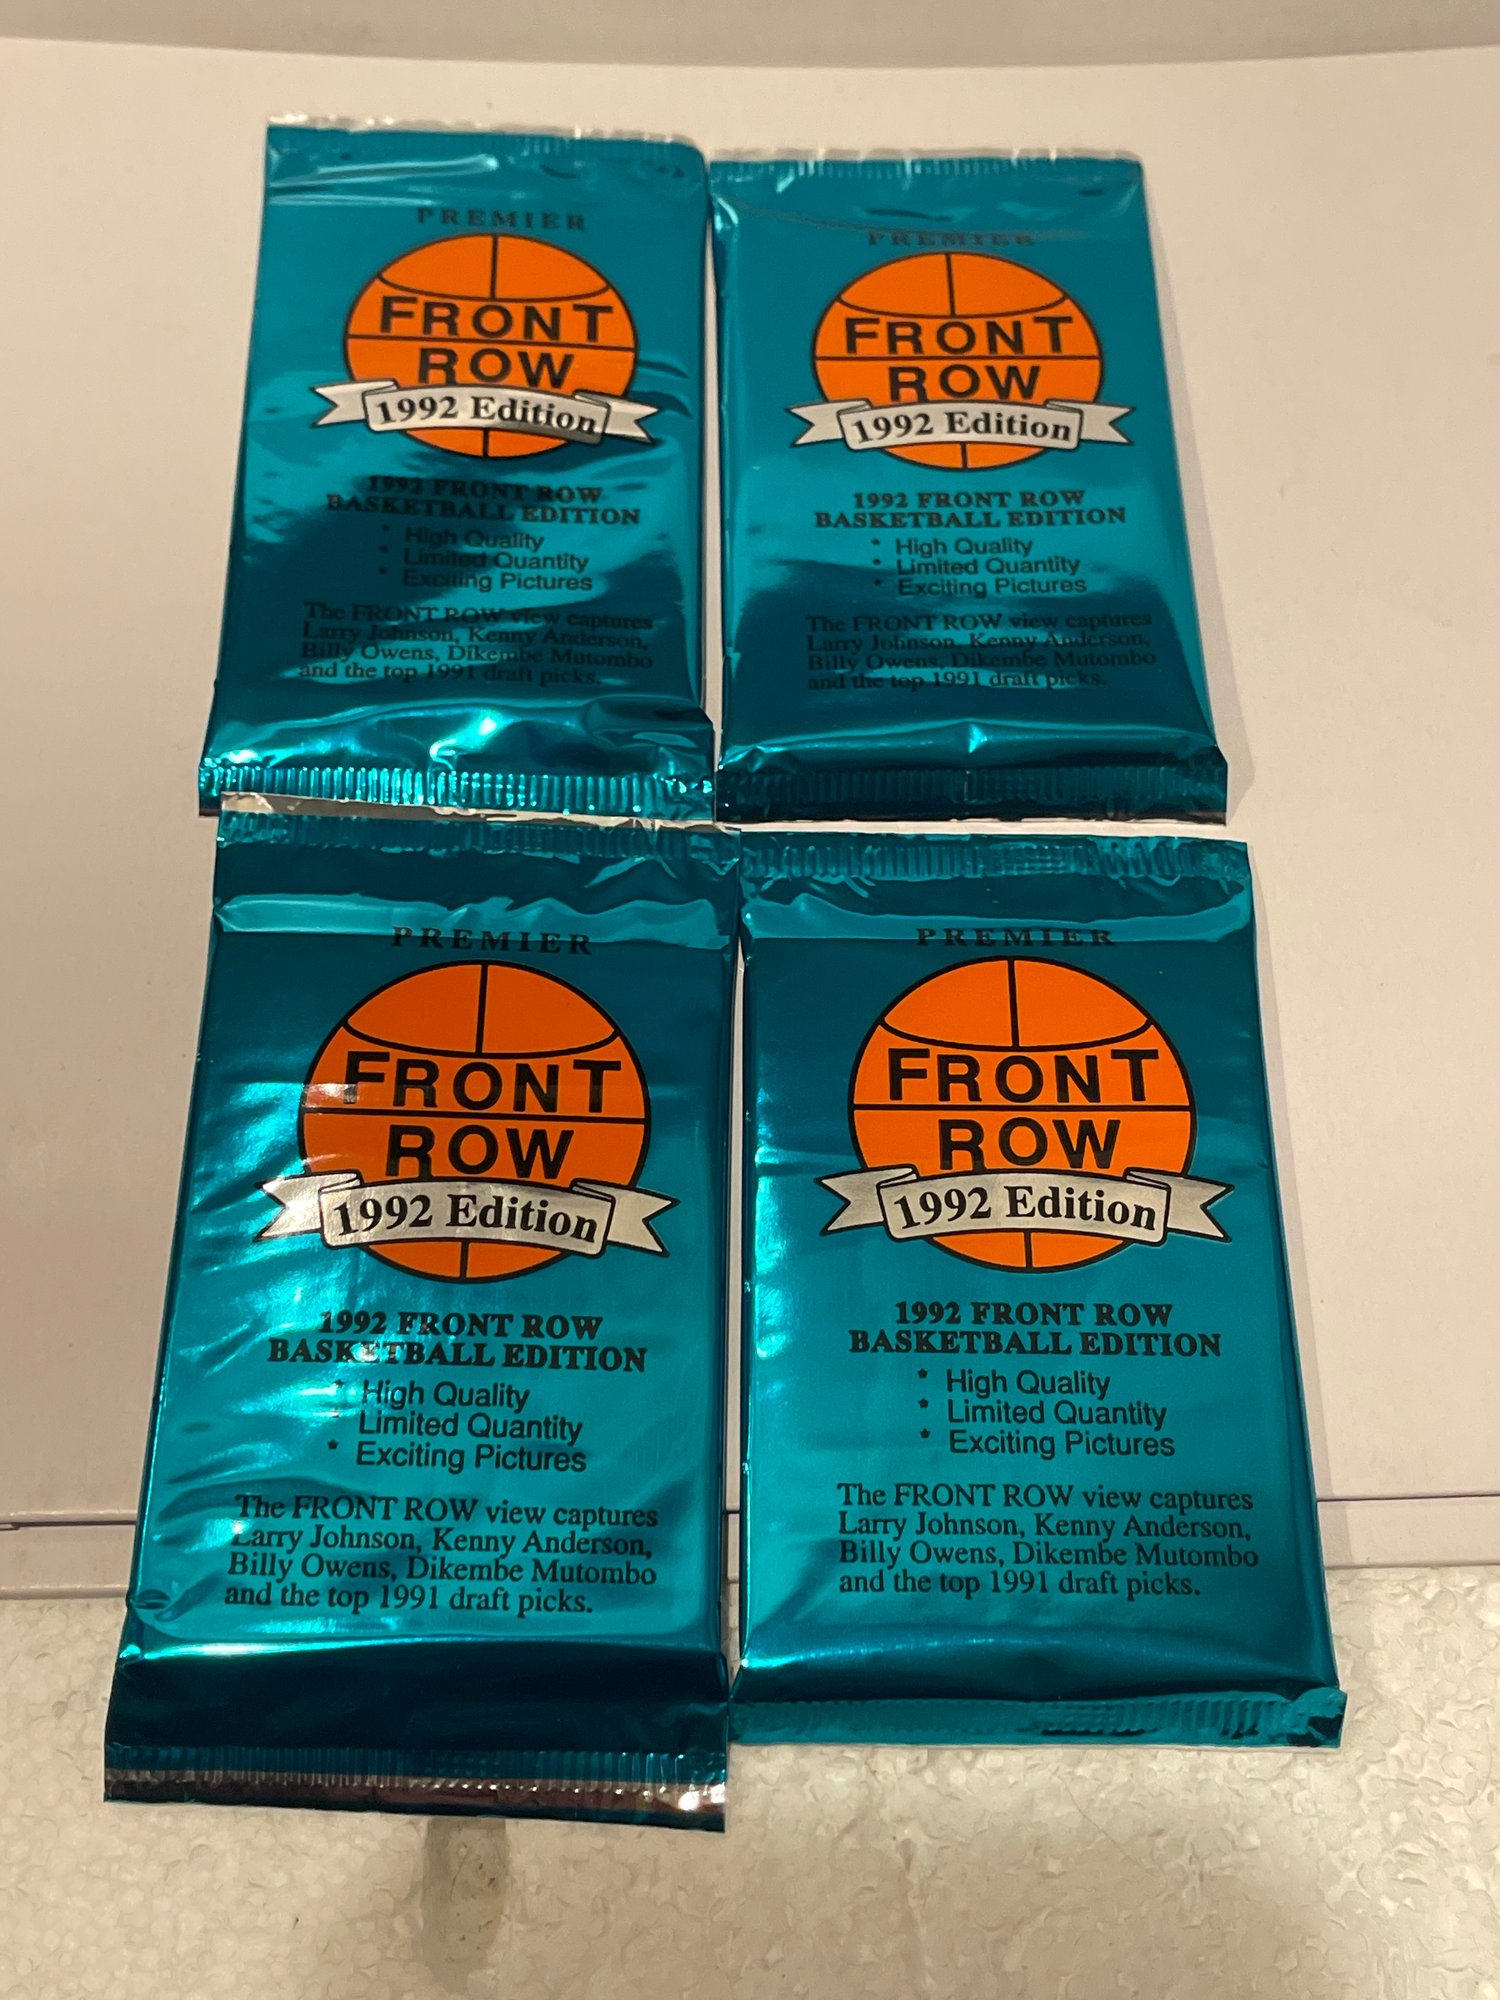 PREMIER
FRONT
ROW
1992 Edition
1992 FRONT ROW
BASKETBALL EDITION
* High Quality
* Limited Quantity
* Exciting Pictures
The FRONT ROW view captures
Larry Johnson, Kenny Anderson,
Billy Owens, Dikembe Mutombo
and the top 1991 draft picks.
PREMIER
FRONT
ROW
1992 Edition
1992 FRONT ROW
BASKETBALL EDITION
* High Quality
* Limited Quantity
* Exciting Pictures
The FRONT ROW view captures
Larry Johnson, Kenny Anderson,
Billy Owens, Dikembe Mutombo
and the top 1991 draft picks.
PREMIER
FRONT
ROW
1992 Edition
1992 FRONT ROW
BASKETBALL EDITION
* High Quality
Limited Quantity
* Exciting Pictures
The FRONT ROW view captures
Larry Johnson, Kenny Anderson,
Billy Owens, Dikembe Mutombo
and the top 1991 draft picks.
PREMIER
FRONT
ROW
1992 Edition
1992 FRONT ROW
BASKETBALL EDITION
* High Quality
* Limited Quantity
* Exciting Pictures
The FRONT ROW view captures
Larry Johnson, Kenny Anderson,
Billy Owens, Dikembe Mutombo
and the top 1991 draft picks.